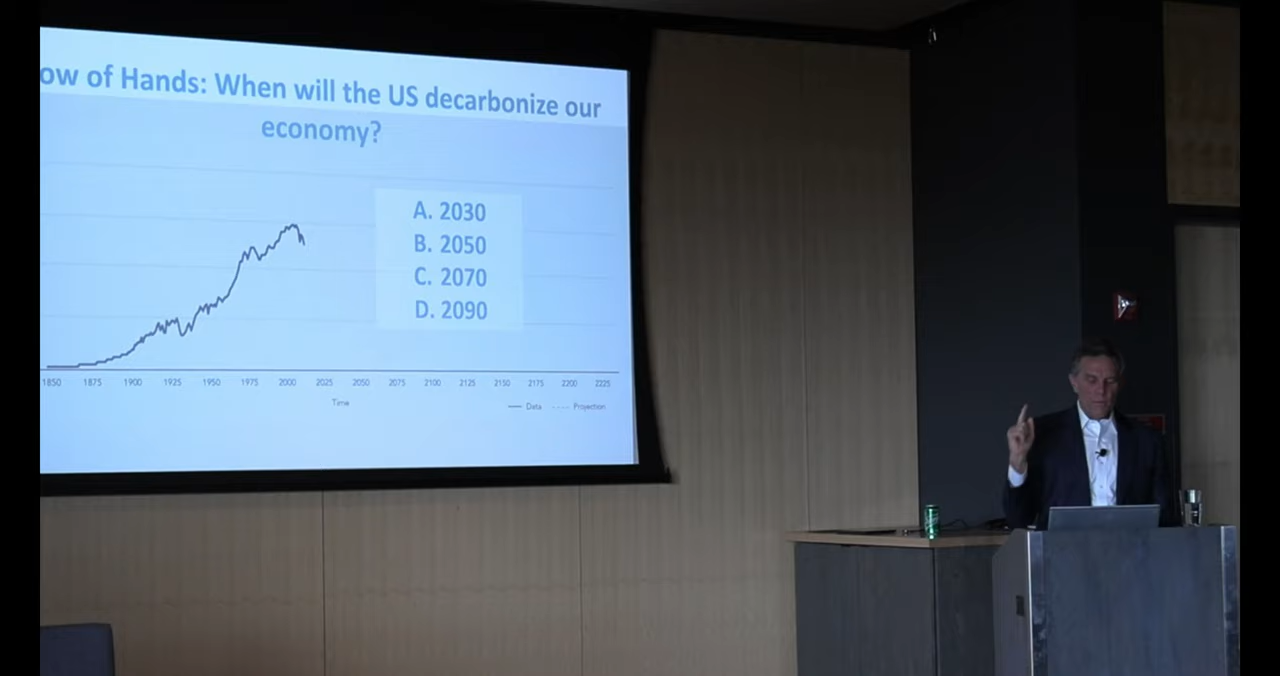 ow of Hands: When will the US decarbonize our
economy?
A. 2030
B. 2050
C. 2070
D. 2090
1850 1875 1900 1925 1950 1975 2000 2025 2050 2075 2100 2125 2150 2175 2200 2225
Time
Data Projection